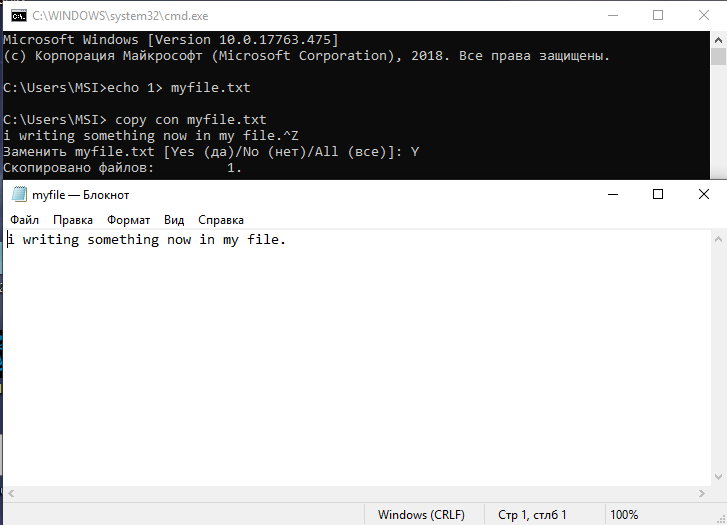 C:\WINDOWS\system32\cmd.exe
Microsoft Windows [Version 10.0.17763.475]
(c) Корпорация Майкрософт (Microsoft Corporation), 2018. Все права защищены.
C:\Users\MSI>echo 1> myfile.txt
C:\Users\MSI> copy con myfile.txt
i writing something now in my file.^Z
Заменить myfile.txt [Yes (да)/No (нет)/All (все)]: Y
Скопировано файлов: 1.
myfile — Блокнот
Файл Правка Формат Вид Справка
i writing something now in my file.
Windows (CRLF) Стр 1, стлб 1 100%